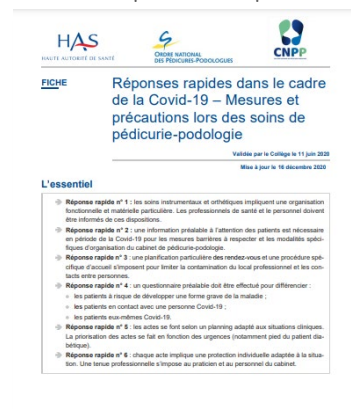 HAS
HAUTE AUTORITÉ DE SANTÉ
ORDRE NATIONAL
DES PÉDICURES-PODOLOGUES
CNPP
FICHE
Réponses rapides dans le cadre
de la Covid-19 – Mesures et
précautions lors des soins de
pédicurie-podologie
Validée par le Collège le 11 juin 2020
Mise à jour le 16 décembre 2020
L'essentiel
Réponse rapide n° 1 : les soins instrumentaux et orthétiques impliquent une organisation
fonctionnelle et matérielle particulière. Les professionnels de santé et le personnel doivent
être informés de ces dispositions.
Réponse rapide n° 2 : une information préalable à l'attention des patients est nécessaire
en période de la Covid-19 pour les mesures barrières à respecter et les modalités spéci-
fiques d'organisation du cabinet de pédicurie-podologie.
Réponse rapide n° 3 : une planification particulière des rendez-vous et une procédure spé-
cifique d'accueil s'imposent pour limiter la contamination du local professionnel et les con-
tacts entre personnes.
Réponse rapide n° 4 : un questionnaire préalable doit être effectué pour différencier :
les patients à risque de développer une forme grave de la maladie ;
les patients en contact avec une personne Covid-19 ;
les patients eux-mêmes Covid-19.
Réponse rapide n° 5 : les actes se font selon un planning adapté aux situations cliniques.
La priorisation des actes se fait en fonction des urgences (notamment pied du patient dia-
bétique).
Réponse rapide n° 6 : chaque acte implique une protection individuelle adaptée à la situa-
tion. Une tenue professionnelle s'impose au praticien et au personnel du cabinet.